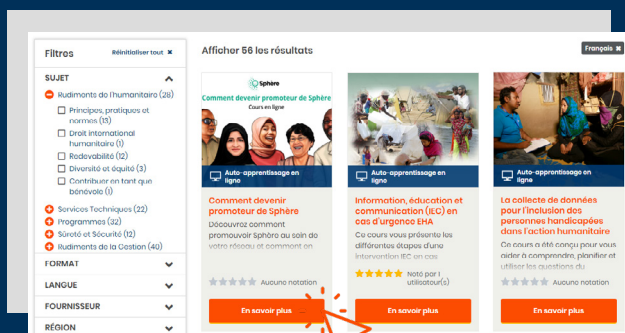 Filtres
Réinitialiser tout ✖
SUJET
Rudiments de l'humanitaire (28)
Principes, pratiques et
normes (13)
Droit international
humanitaire (1)
Redevabilité (12)
Diversité et équité (3)
Contribuer en tant que
bénévole (1)
Services Techniques (22)
Programmes (32)
Sûreté et Sécurité (12)
Rudiments de la Gestion (40)
FORMAT
LANGUE
FOURNISSEUR
RÉGION
Afficher 56 les résultats
Français ✖
Sphère
Comment devenir promoteur de Sphère
Cours en ligne
Auto-apprentissage en
ligne
Comment devenir
promoteur de Sphère
Découvrez comment
promouvoir Sphère au sein de
votre réseau et comment en
Aucune notation
En savoir plus
Auto-apprentissage en
ligne
Information, éducation et
communication (IEC) en
cas d'urgence EHA
Ce cours vous présente les
différentes étapes d'une
intervention IEC en cas
Noté par 1
utilisateur(s)
En savoir plus
Auto-apprentissage en
ligne
La collecte de données
pour l'inclusion des
personnes handicapées
dans l'action humanitaire
Ce cours a été conçu pour vous
aider à comprendre, planifier et
utiliser les questions du
Aucune notation
En savoir plus